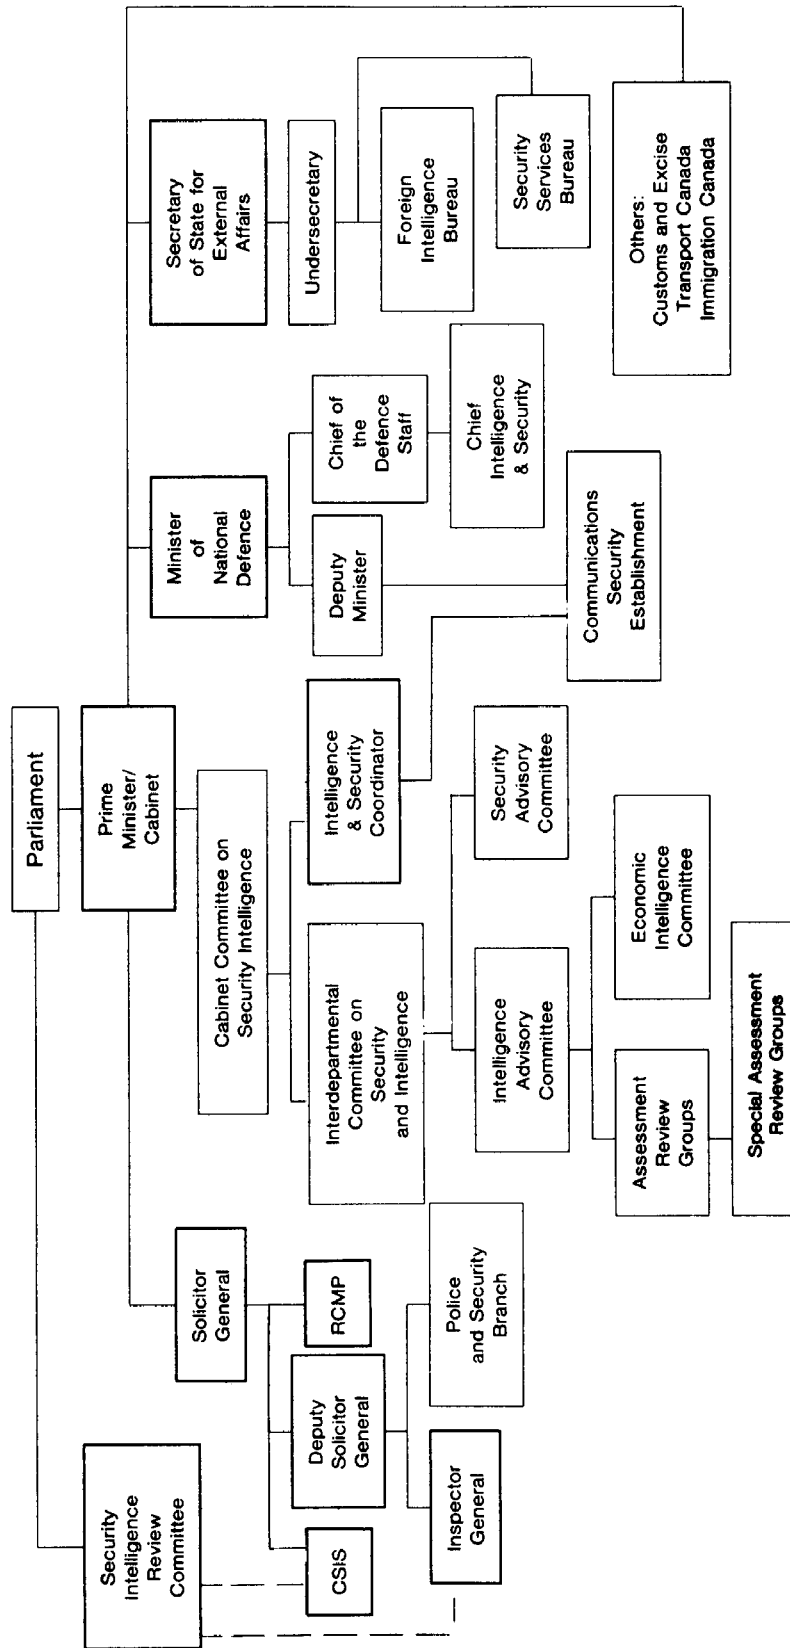 Parliament
Prime
Minister/
Cabinet
Security
Intelligence
Review
Committee
Solicitor
General
Cabinet Committee on
Security Intelligence
Minister
of
National
Defence
Secretary
of State for
External
Affairs
CSIS
Deputy
Solicitor
General
RCMP
Interdepartmental
Committee on
Security
and Intelligence
Intelligence
& Security
Coordinator
Deputy
Minister
Chief of
the
Defence
Staff
Undersecretary
Inspector
General
Police
and Security
Branch
Intelligence
Advisory
Committee
Security
Advisory
Committee
Chief
Intelligence
& Security
Foreign
Intelligence
Bureau
Security
Services
Bureau
Communications
Security
Establishment
Assessment
Review
Groups
Economic
Intelligence
Committee
Others:
Customs and Excise
Transport Canada
Immigration Canada
Special Assessment
Review Groups